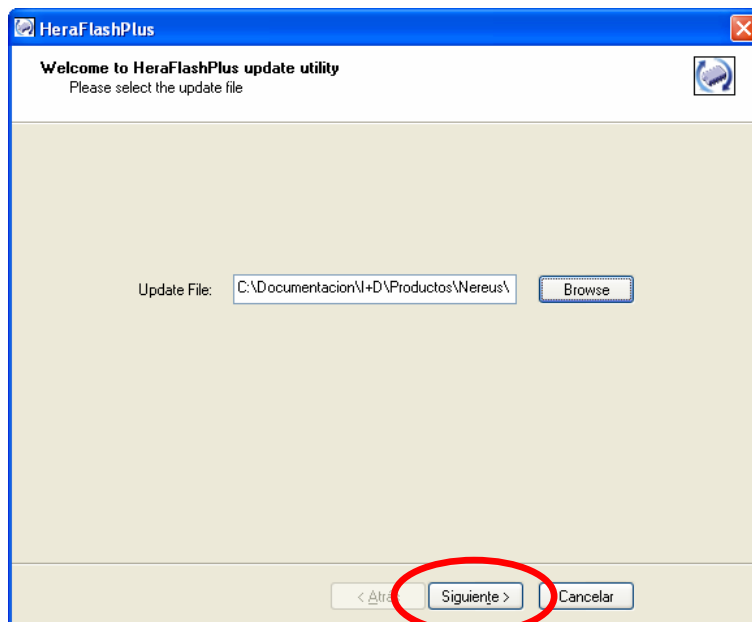 HeraFlashPlus
Welcome to HeraFlashPlus update utility
Please select the update file
Update File: C:\Documentacion\I+D\Productos\Nereus\ Browse
< Atrás Siguiente > Cancelar